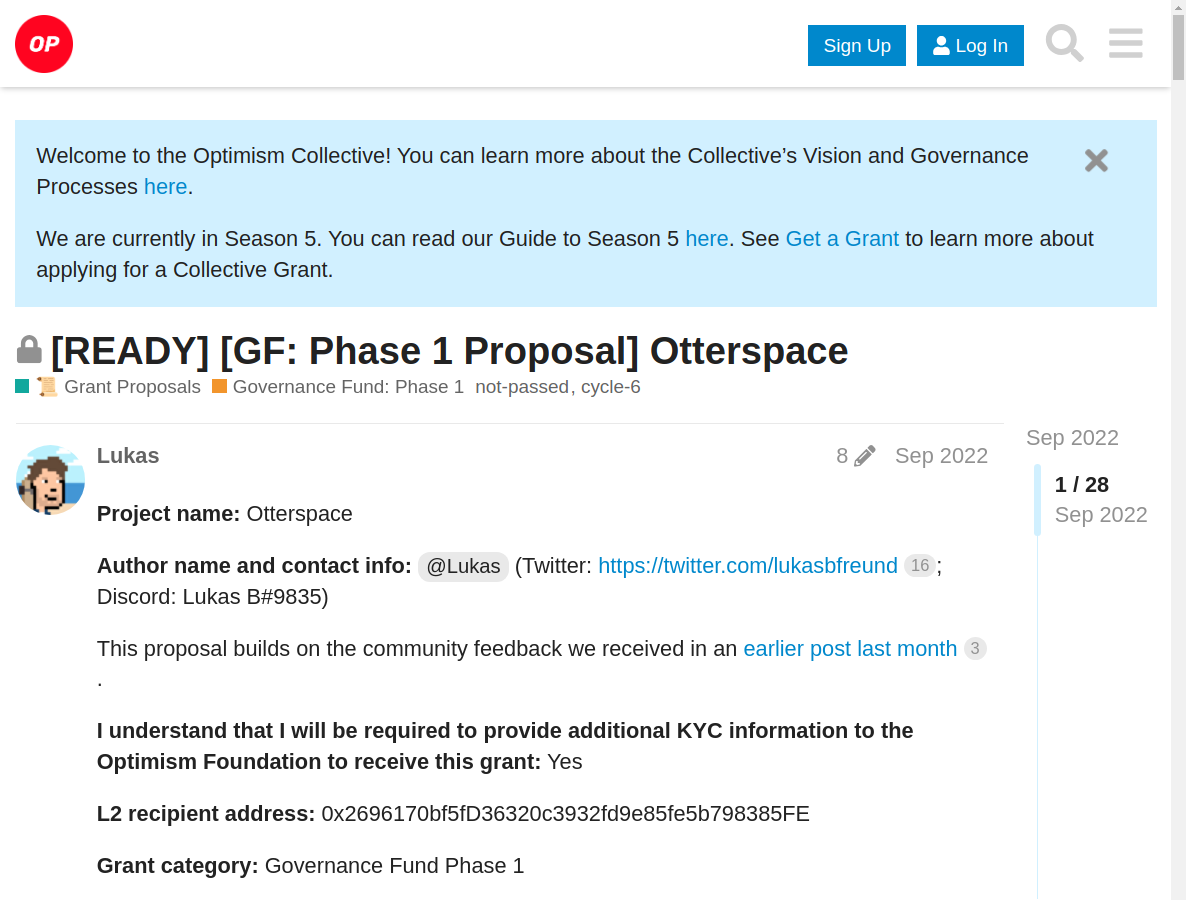 OP
Sign Up
Log In
Welcome to the Optimism Collective! You can learn more about the Collective’s Vision and Governance
Processes here.
We are currently in Season 5. You can read our Guide to Season 5 here. See Get a Grant to learn more about
applying for a Collective Grant.
[READY] [GF: Phase 1 Proposal] Otterspace
Grant Proposals Governance Fund: Phase 1 not-passed, cycle-6
Lukas 8 Sep 2022
Sep 2022
1 / 28
Sep 2022
Project name: Otterspace
Author name and contact info: @Lukas (Twitter: https://twitter.com/lukasbfreund 16 ;
Discord: Lukas B#9835)
This proposal builds on the community feedback we received in an earlier post last month 3
.
I understand that I will be required to provide additional KYC information to the
Optimism Foundation to receive this grant: Yes
L2 recipient address: 0x2696170bf5fD36320c3932fd9e85fe5b798385FE
Grant category: Governance Fund Phase 1